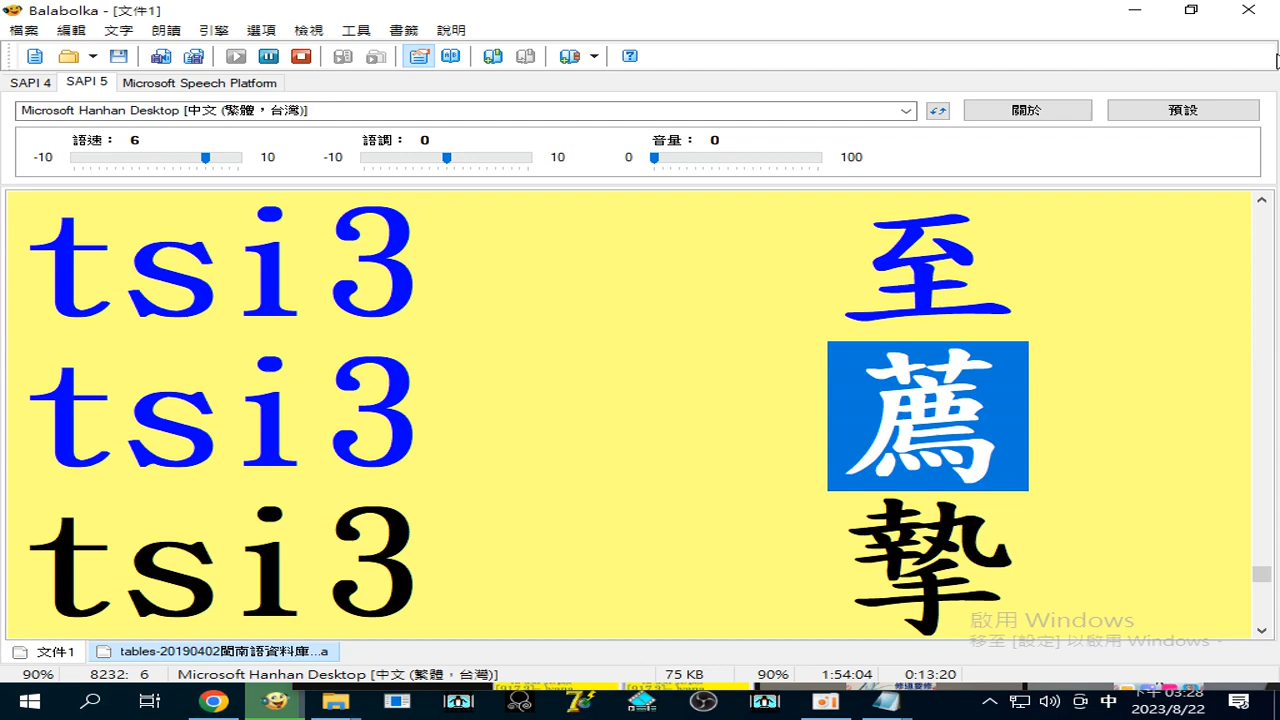 Balabolka - [文件1]
檔案 編輯 文字 朗讀 引擎 選項 檢視 工具 書籤 說明
SAPI 4 SAPI 5 Microsoft Speech Platform
Microsoft Hanhan Desktop [中文 (繁體，台灣)] 關於 預設
語速： 6 語調： 0 音量： 0
-10 10 -10 10 0 100
tsi3 至
tsi3 薦
tsi3 摯
啟用 Windows
移至 [設定] 以啟用 Windows。
文件1 tables-20190402閩南語資料庫...a
90% 8232: 6 Microsoft Hanhan Desktop [中文 (繁體，台灣)] 75 KB 90% 1:54:04 0:13:20
中 下午 03:28
2023/8/22